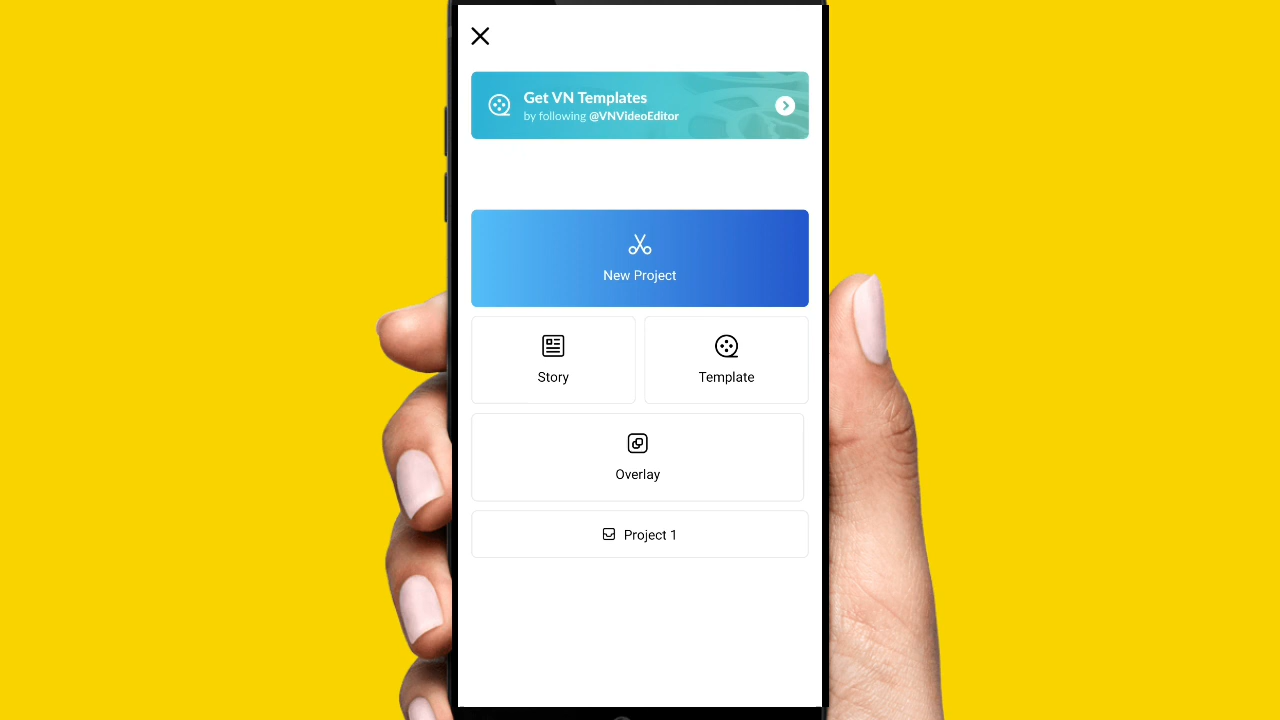 Get VN Templates
by following @VNVideoEditor
New Project
Story
Template
Overlay
Project 1